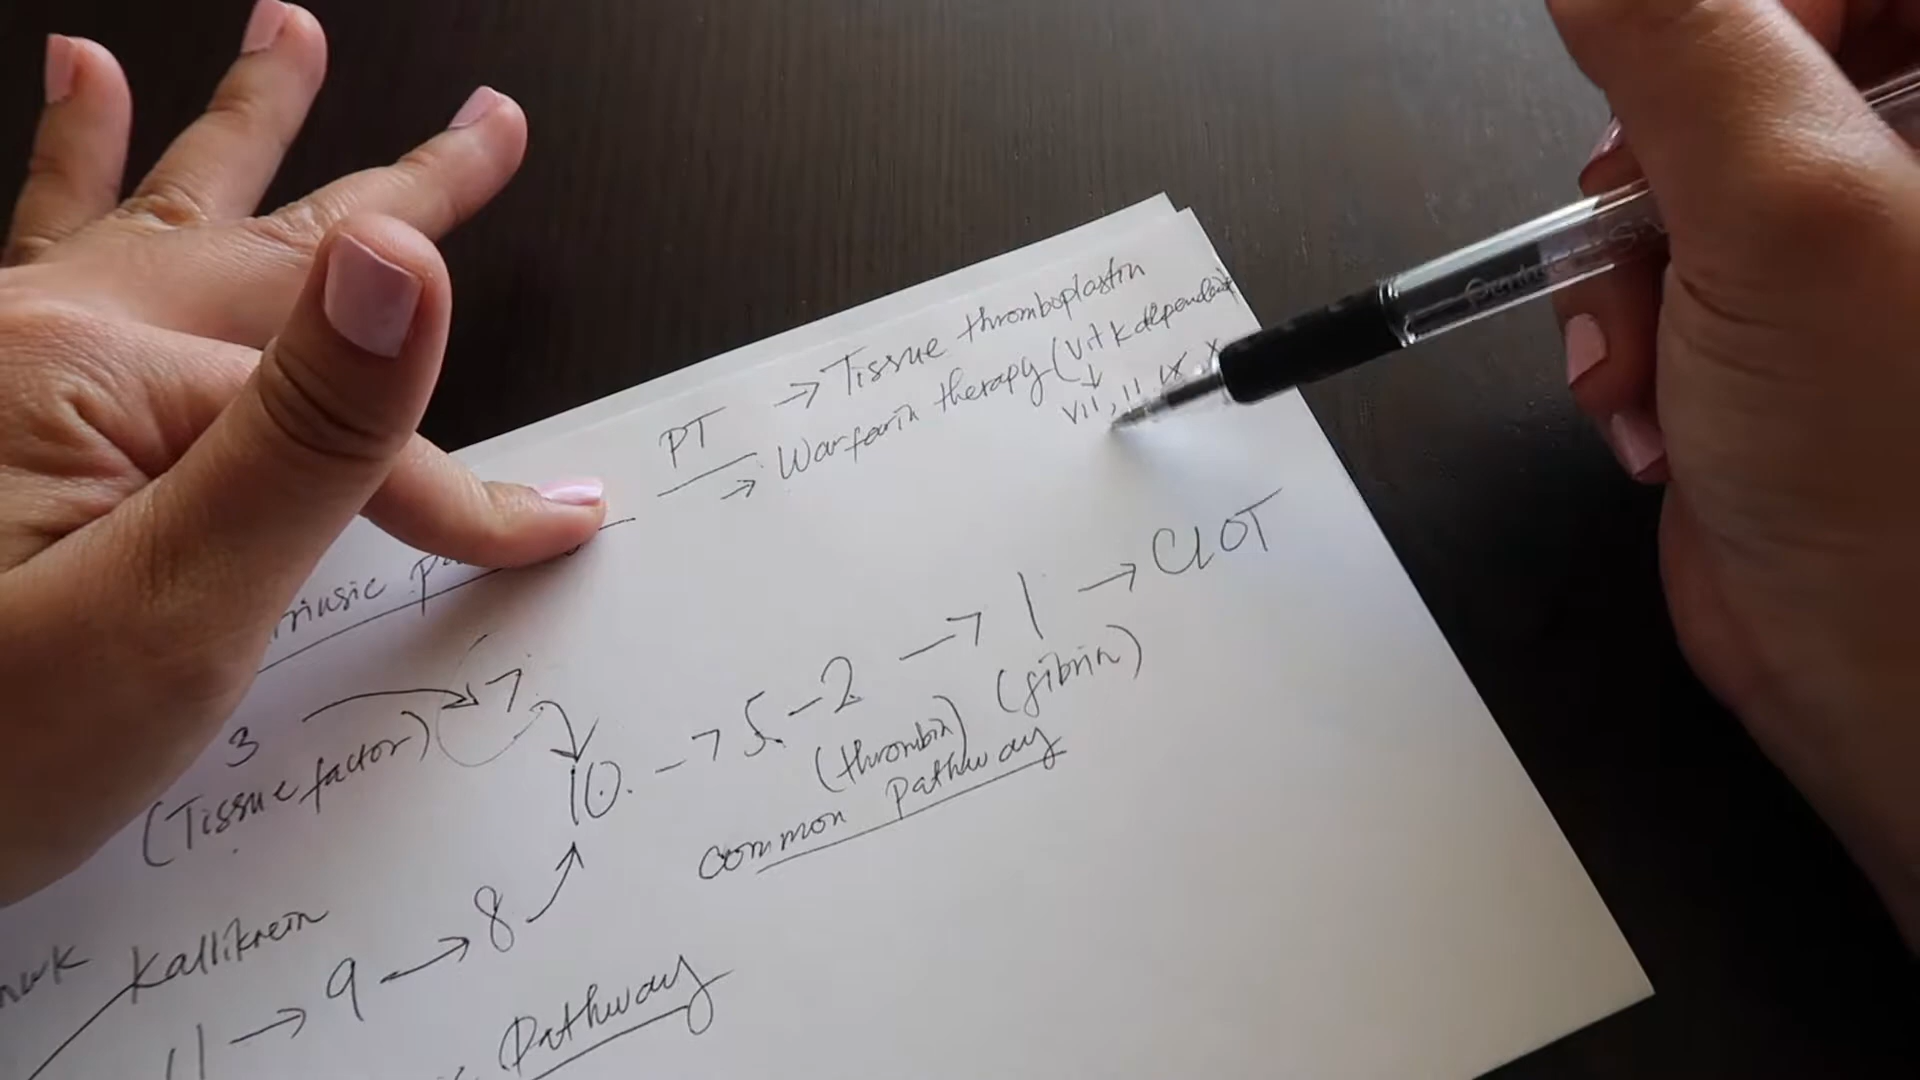 PT → Tissue thromboplastin
→ Warfarin therapy (Vit K dependant
↓
VII, II, IX, X
→ CLOT
3 → 7
(Tissue factor)
10 → 5 - 2 → 1
(thrombin) (fibrin)
common Pathway
Kallikrein
11 → 9 → 8
Pathway